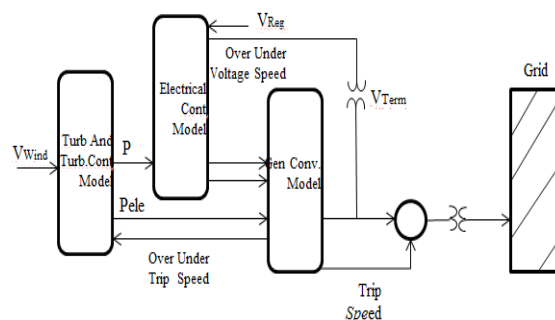 VReg
Over Under
Voltage Speed
Grid
Electrical
Cont
Model
VTerm
Turb And
Turb.Cont
Model
P
VWind
Gen Conv.
Model
Pele
Over Under
Trip Speed
Trip
Speed